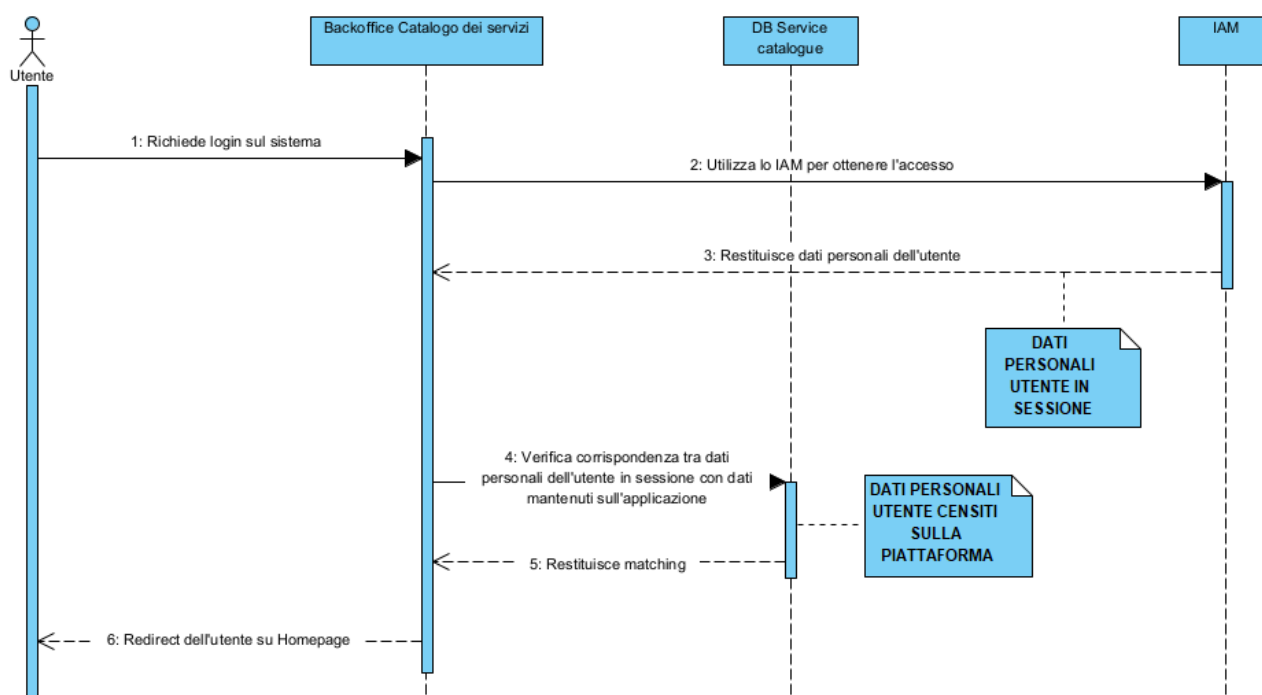 Utente
Backoffice Catalogo dei servizi
DB Service
catalogue
IAM
1: Richiede login sul sistema
2: Utilizza lo IAM per ottenere l'accesso
3: Restituisce dati personali dell'utente
DATI
PERSONALI
UTENTE IN
SESSIONE
4: Verifica corrispondenza tra dati
personali dell'utente in sessione con dati
mantenuti sull'applicazione
DATI PERSONALI
UTENTE CENSITI
SULLA
PIATTAFORMA
5: Restituisce matching
6: Redirect dell'utente su Homepage